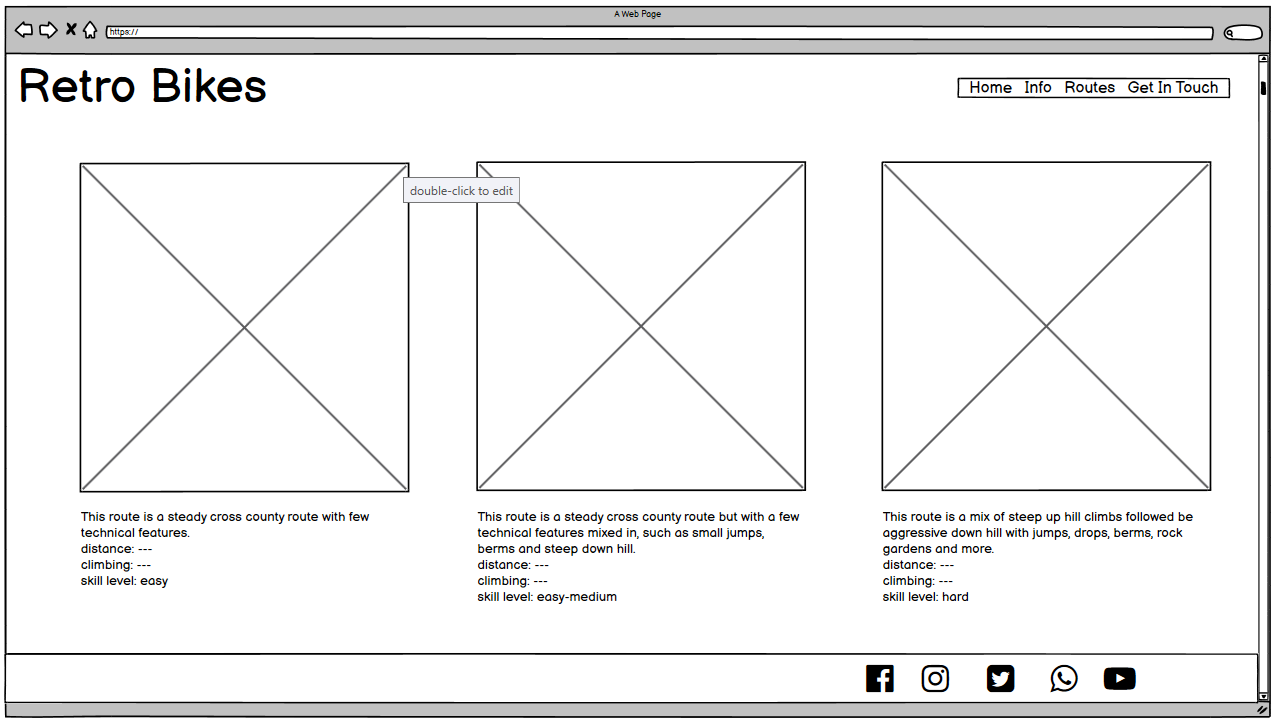 A Web Page
https://
Retro Bikes
Home Info Routes Get In Touch
double-click to edit
This route is a steady cross county route with few
technical features.
distance: ---
climbing: ---
skill level: easy
This route is a steady cross county route but with a few
technical features mixed in, such as small jumps,
berms and steep down hill.
distance: ---
climbing: ---
skill level: easy-medium
This route is a mix of steep up hill climbs followed be
aggressive down hill with jumps, drops, berms, rock
gardens and more.
distance: ---
climbing: ---
skill level: hard